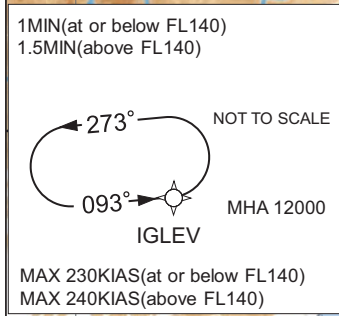 1MIN(at or below FL140)
1.5MIN(above FL140)
273°
NOT TO SCALE
093°
MHA 12000
IGLEV
MAX 230KIAS(at or below FL140)
MAX 240KIAS(above FL140)